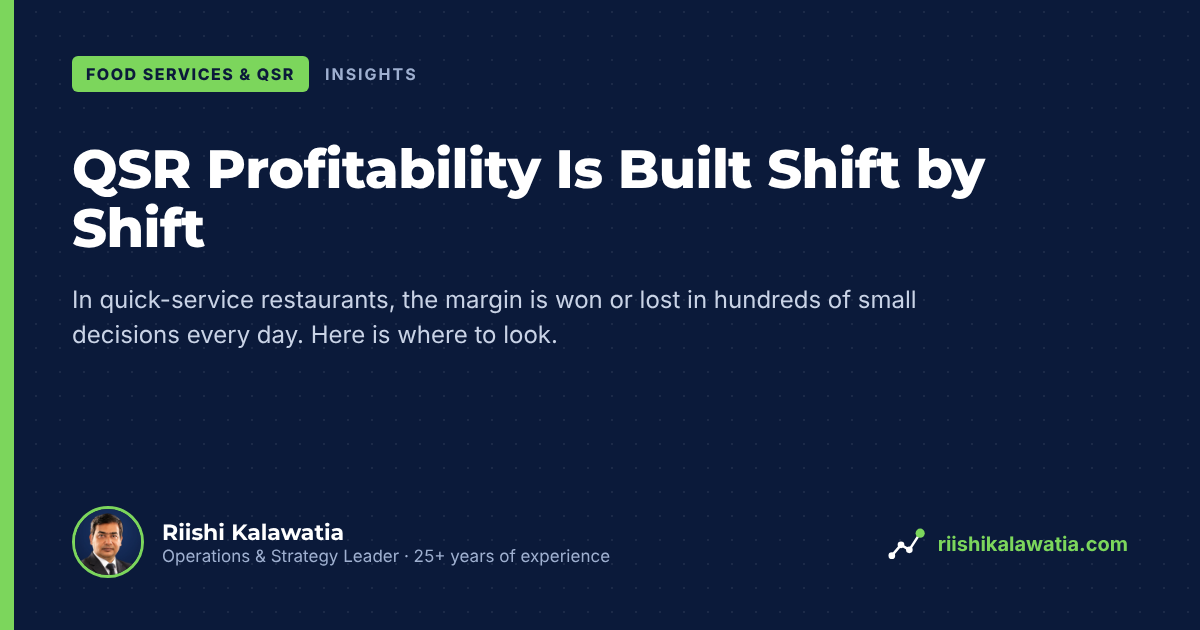 FOOD SERVICES & QSR INSIGHTS
QSR Profitability Is Built Shift by
Shift
In quick-service restaurants, the margin is won or lost in hundreds of small
decisions every day. Here is where to look.
Riishi Kalawatia
Operations & Strategy Leader · 25+ years of experience
riishikalawatia.com